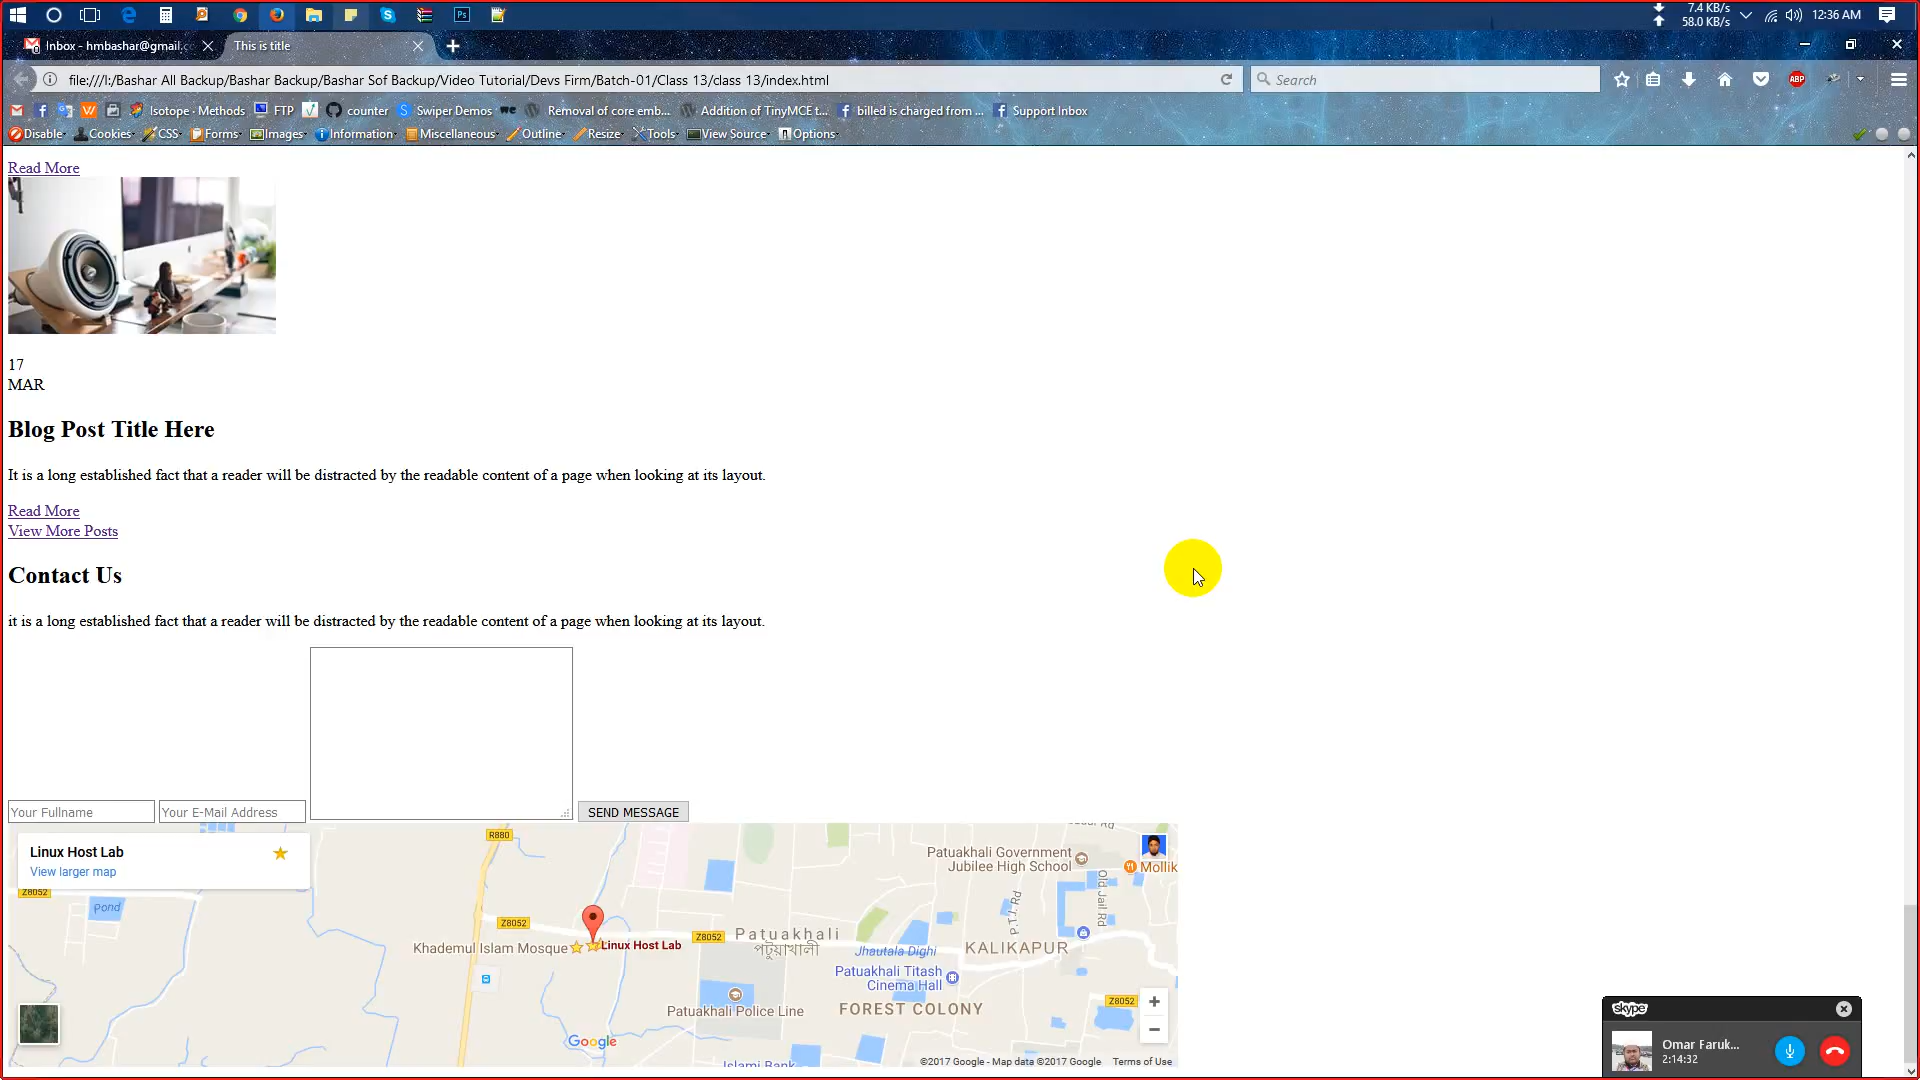 7.4 KB/s
58.0 KB/s
12:36 AM
Inbox - hmbashar@gmail.c
This is title
file:///I:/Bashar All Backup/Bashar Backup/Bashar Sof Backup/Video Tutorial/Devs Firm/Batch-01/Class 13/class 13/index.html
Search
ABP
Isotope · Methods
FTP
counter
Swiper Demos
Removal of core emb...
Addition of TinyMCE t...
billed is charged from ...
Support Inbox
Disable
Cookies
CSS
Forms
Images
Information
Miscellaneous
Outline
Resize
Tools
View Source
Options
Read More
17
MAR
Blog Post Title Here
It is a long established fact that a reader will be distracted by the readable content of a page when looking at its layout.
Read More
View More Posts
Contact Us
it is a long established fact that a reader will be distracted by the readable content of a page when looking at its layout.
Your Fullname
Your E-Mail Address
SEND MESSAGE
Linux Host Lab
View larger map
R880
Z8052
Pond
Z8052
Khademul Islam Mosque
Linux Host Lab
Z8052
Patuakhali
পটুয়াখালী
Patuakhali Government
Jubilee High School
Mollik
Old Jail Rd
P.T.I. Rd
Jhautala Dighi
KALIKAPUR
Patuakhali Titash
Cinema Hall
Patuakhali Police Line
FOREST COLONY
Z8052
Google
Islami Bank
©2017 Google - Map data ©2017 Google
Terms of Use
skype
Omar Faruk...
2:14:32